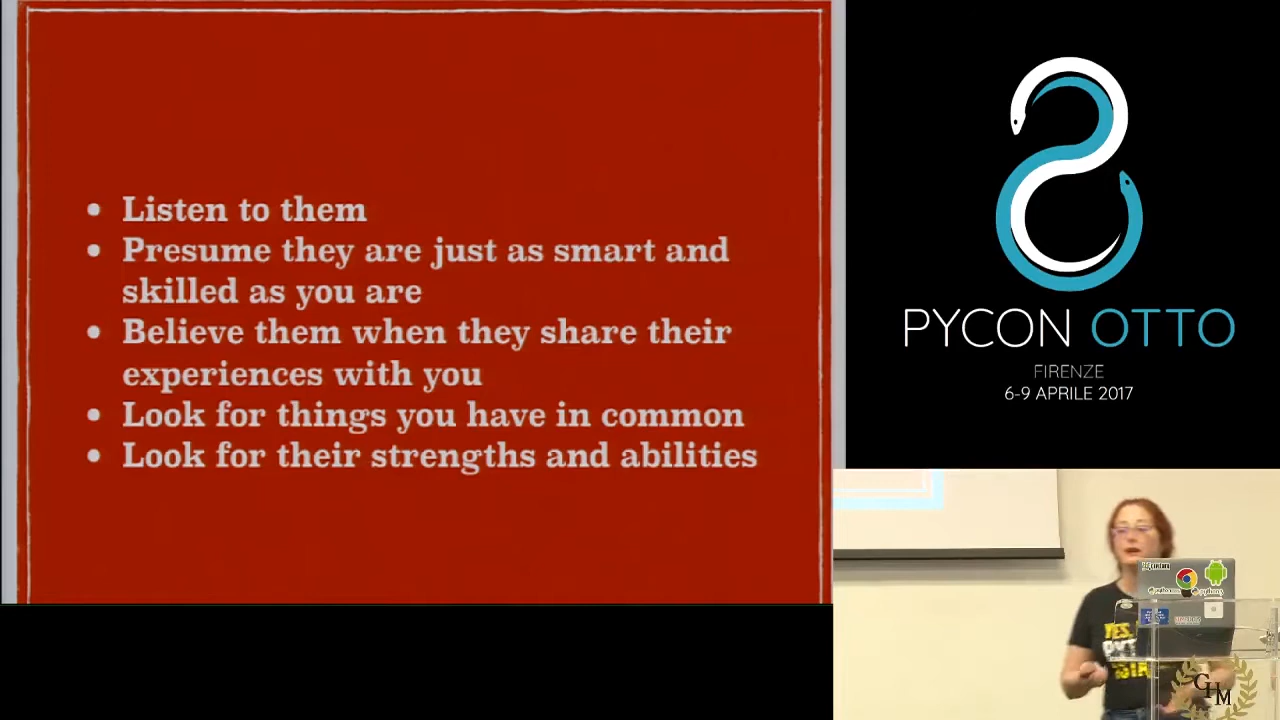 • Listen to them
• Presume they are just as smart and
skilled as you are
• Believe them when they share their
experiences with you
• Look for things you have in common
• Look for their strengths and abilities
PYCON OTTO
FIRENZE
6-9 APRILE 2017
YES,
GHM